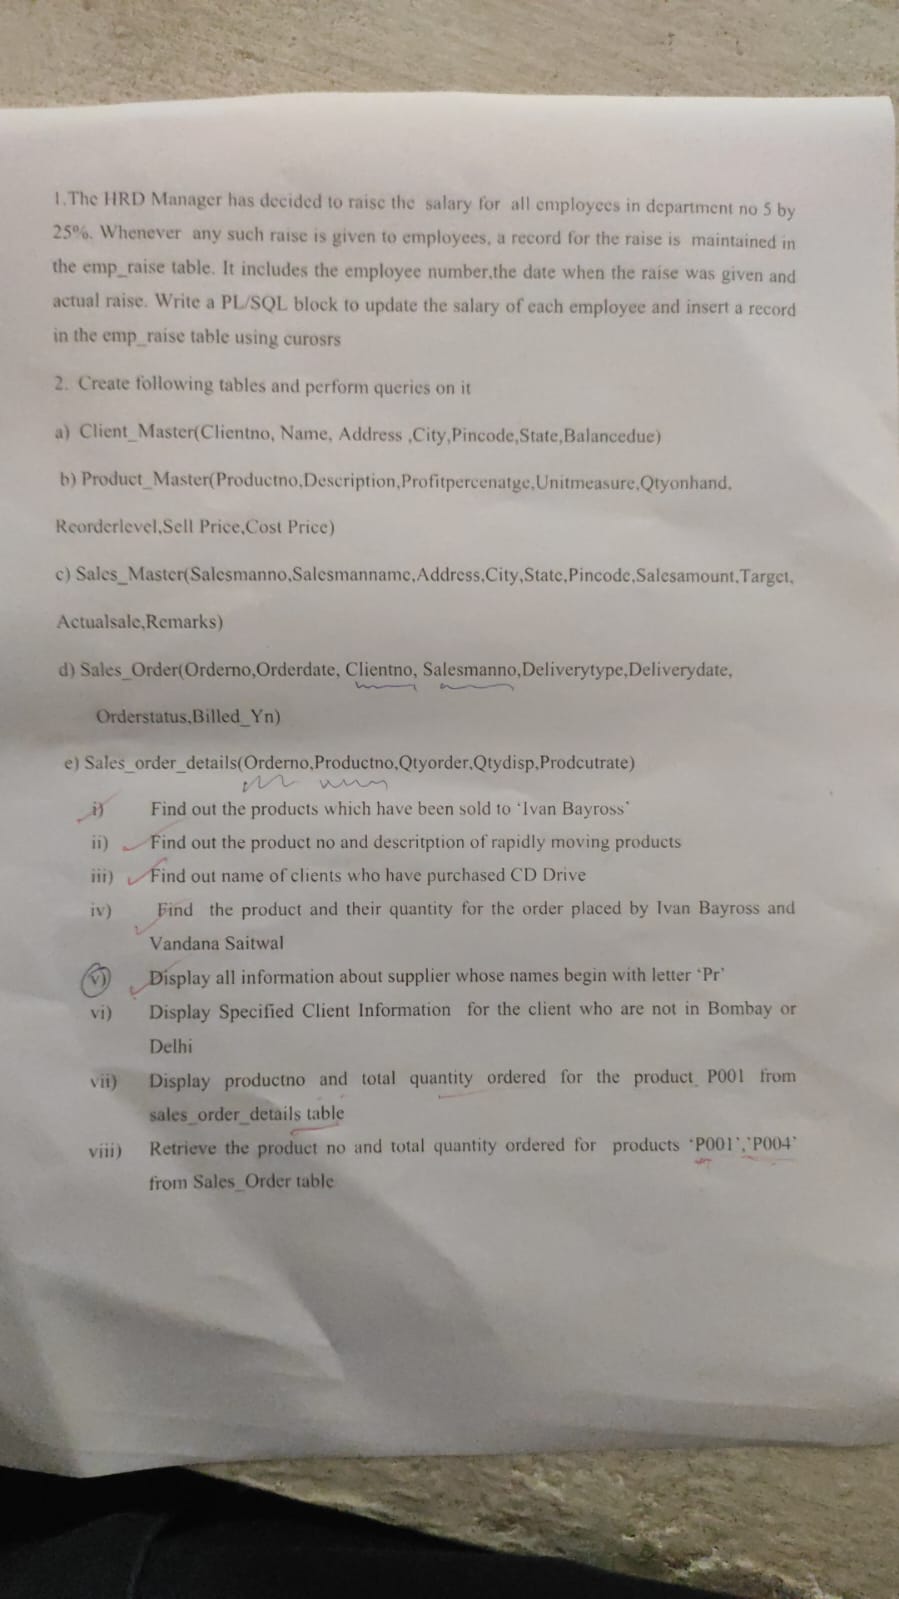 1.The HRD Manager has decided to raise the salary for all employees in department no 5 by
25%. Whenever any such raise is given to employees, a record for the raise is maintained in
the emp_raise table. It includes the employee number,the date when the raise was given and
actual raise. Write a PL/SQL block to update the salary of each employee and insert a record
in the emp_raise table using curosrs
2. Create following tables and perform queries on it
a) Client_Master(Clientno, Name, Address ,City,Pincode,State,Balancedue)
b) Product_Master(Productno,Description,Profitpercenatge,Unitmeasure,Qtyonhand,
Reorderlevel,Sell Price,Cost Price)
c) Sales_Master(Salesmanno,Salesmanname,Address,City,State,Pincode,Salesamount,Target,
Actualsale,Remarks)
d) Sales_Order(Orderno,Orderdate, Clientno, Salesmanno,Deliverytype,Deliverydate,
Orderstatus,Billed_Yn)
e) Sales_order_details(Orderno,Productno,Qtyorder,Qtydisp,Prodcutrate)
i) Find out the products which have been sold to ‘Ivan Bayross’
ii) Find out the product no and descritption of rapidly moving products
iii) Find out name of clients who have purchased CD Drive
iv) Find the product and their quantity for the order placed by Ivan Bayross and
Vandana Saitwal
v) Display all information about supplier whose names begin with letter ‘Pr’
vi) Display Specified Client Information for the client who are not in Bombay or
Delhi
vii) Display productno and total quantity ordered for the product P001 from
sales_order_details table
viii) Retrieve the product no and total quantity ordered for products ‘P001’,‘P004’
from Sales_Order table